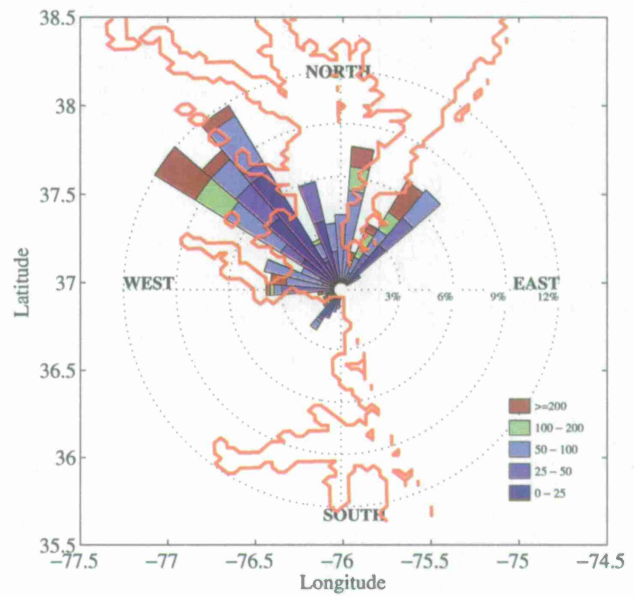 38.5
NORTH
38
37.5
Latitude
37
WEST
EAST
3%
6%
9%
12%
36.5
>=200
100 − 200
50 − 100
25 − 50
0 − 25
36
SOUTH
35.5
−77.5
−77
−76.5
−76
−75.5
−75
−74.5
Longitude